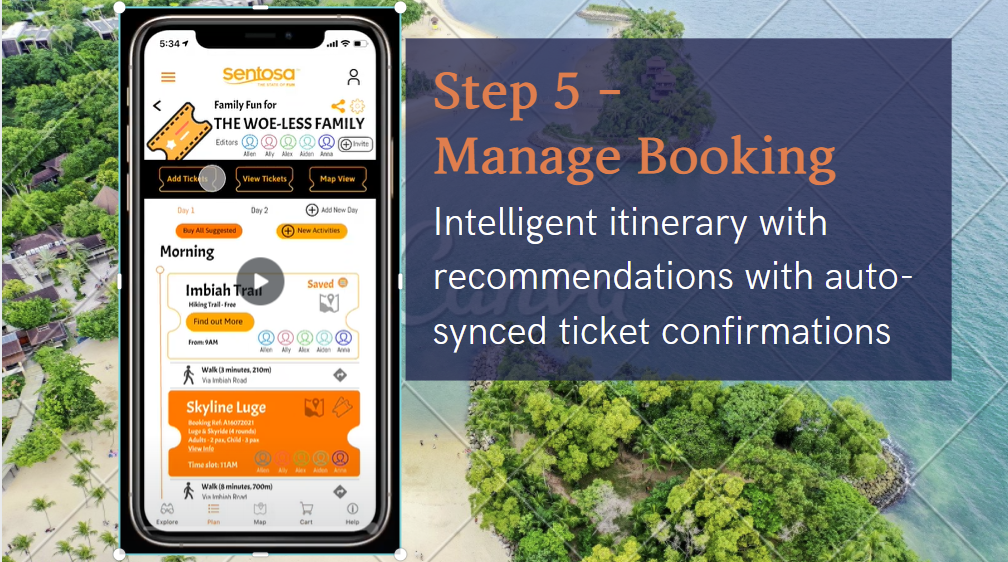 5:34
sentosa
THE STATE OF FUN
Family Fun for
THE WOE-LESS FAMILY
Editors
Allen Ally Alex Aiden Anna
Invite
Add Tickets View Tickets Map View
Day 1 Day 2 Add New Day
Buy All Suggested New Activities
Morning
Imbiah Trail Saved
Hiking Trail - Free
Find out More
From: 9AM
Allen Ally Alex Aiden Anna
Walk (3 minutes, 210m)
Via Imbiah Road
Skyline Luge
Booking Ref: A16072021
Luge & Skyride (4 rounds)
Adults - 2 pax, Child - 3 pax
View Info
Time slot: 11AM
Allen Ally Alex Aiden Anna
Walk (8 minutes, 700m)
Via Imbiah Road
Explore Plan Map Cart Help
Step 5 –
Manage Booking
Intelligent itinerary with
recommendations with auto-
synced ticket confirmations
Canva